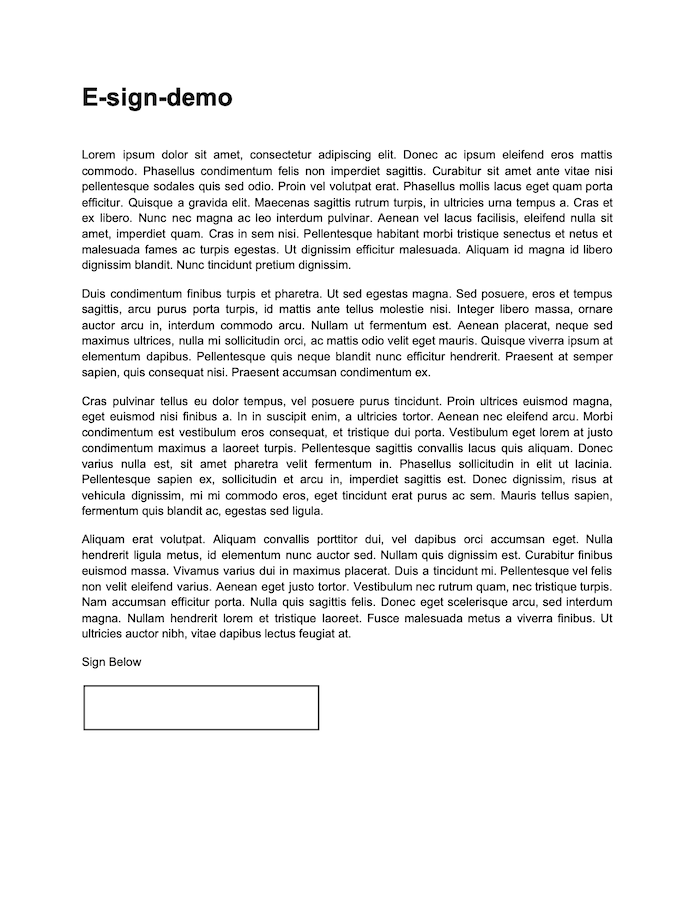 E-sign-demo
Lorem ipsum dolor sit amet, consectetur adipiscing elit. Donec ac ipsum eleifend eros mattis
commodo. Phasellus condimentum felis non imperdiet sagittis. Curabitur sit amet ante vitae nisi
pellentesque sodales quis sed odio. Proin vel volutpat erat. Phasellus mollis lacus eget quam porta
efficitur. Quisque a gravida elit. Maecenas sagittis rutrum turpis, in ultricies urna tempus a. Cras et
ex libero. Nunc nec magna ac leo interdum pulvinar. Aenean vel lacus facilisis, eleifend nulla sit
amet, imperdiet quam. Cras in sem nisi. Pellentesque habitant morbi tristique senectus et netus et
malesuada fames ac turpis egestas. Ut dignissim efficitur malesuada. Aliquam id magna id libero
dignissim blandit. Nunc tincidunt pretium dignissim.
Duis condimentum finibus turpis et pharetra. Ut sed egestas magna. Sed posuere, eros et tempus
sagittis, arcu purus porta turpis, id mattis ante tellus molestie nisi. Integer libero massa, ornare
auctor arcu in, interdum commodo arcu. Nullam ut fermentum est. Aenean placerat, neque sed
maximus ultrices, nulla mi sollicitudin orci, ac mattis odio velit eget mauris. Quisque viverra ipsum at
elementum dapibus. Pellentesque quis neque blandit nunc efficitur hendrerit. Praesent at semper
sapien, quis consequat nisi. Praesent accumsan condimentum ex.
Cras pulvinar tellus eu dolor tempus, vel posuere purus tincidunt. Proin ultrices euismod magna,
eget euismod nisi finibus a. In in suscipit enim, a ultricies tortor. Aenean nec eleifend arcu. Morbi
condimentum est vestibulum eros consequat, et tristique dui porta. Vestibulum eget lorem at justo
condimentum maximus a laoreet turpis. Pellentesque sagittis convallis lacus quis aliquam. Donec
varius nulla est, sit amet pharetra velit fermentum in. Phasellus sollicitudin in elit ut lacinia.
Pellentesque sapien ex, sollicitudin et arcu in, imperdiet sagittis est. Donec dignissim, risus at
vehicula dignissim, mi mi commodo eros, eget tincidunt erat purus ac sem. Mauris tellus sapien,
fermentum quis blandit ac, egestas sed ligula.
Aliquam erat volutpat. Aliquam convallis porttitor dui, vel dapibus orci accumsan eget. Nulla
hendrerit ligula metus, id elementum nunc auctor sed. Nullam quis dignissim est. Curabitur finibus
euismod massa. Vivamus varius dui in maximus placerat. Duis a tincidunt mi. Pellentesque vel felis
non velit eleifend varius. Aenean eget justo tortor. Vestibulum nec rutrum quam, nec tristique turpis.
Nam accumsan efficitur porta. Nulla quis sagittis felis. Donec eget scelerisque arcu, sed interdum
magna. Nullam hendrerit lorem et tristique laoreet. Fusce malesuada metus a viverra finibus. Ut
ultricies auctor nibh, vitae dapibus lectus feugiat at.
Sign Below